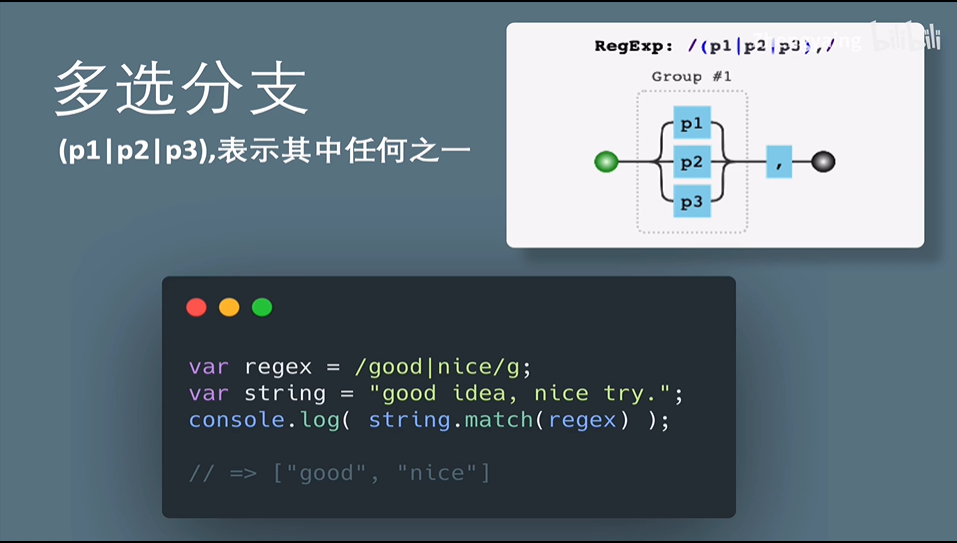 多选分支
(p1|p2|p3),表示其中任何之一
RegExp: /(p1|p2|p3),/
bilibili
Group #1
p1
p2
,
p3
var regex = /good|nice/g;
var string = "good idea, nice try.";
console.log( string.match(regex) );
// => ["good", "nice"]